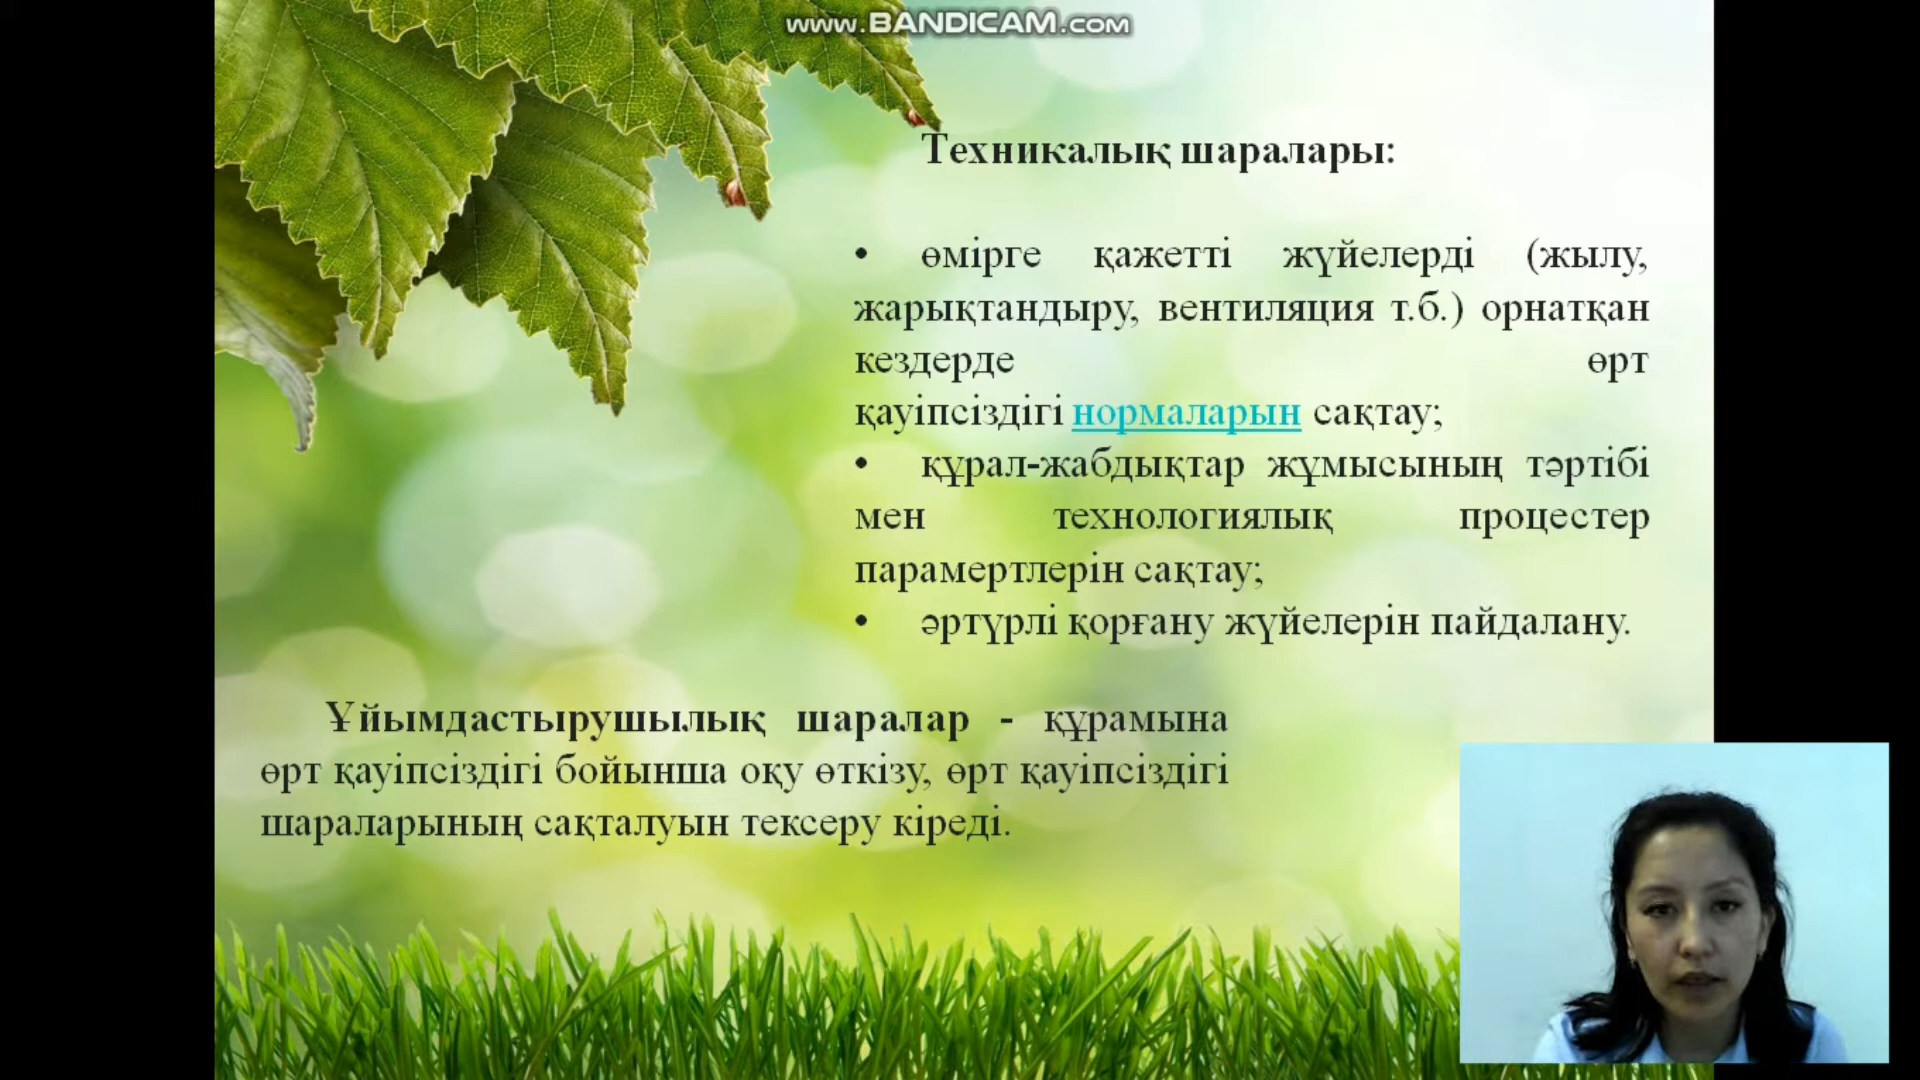 www.BANDICAM.com
Техникалық шаралары:
• өмірге қажетті жүйелерді (жылу,
жарықтандыру, вентиляция т.б.) орнатқан
кездерде өрт
қауіпсіздігі нормаларын сақтау;
• құрал-жабдықтар жұмысының тәртібі
мен технологиялық процестер
парамертлерін сақтау;
• әртүрлі қорғану жүйелерін пайдалану.
Ұйымдастырушылық шаралар - құрамына
өрт қауіпсіздігі бойынша оқу өткізу, өрт қауіпсіздігі
шараларының сақталуын тексеру кіреді.